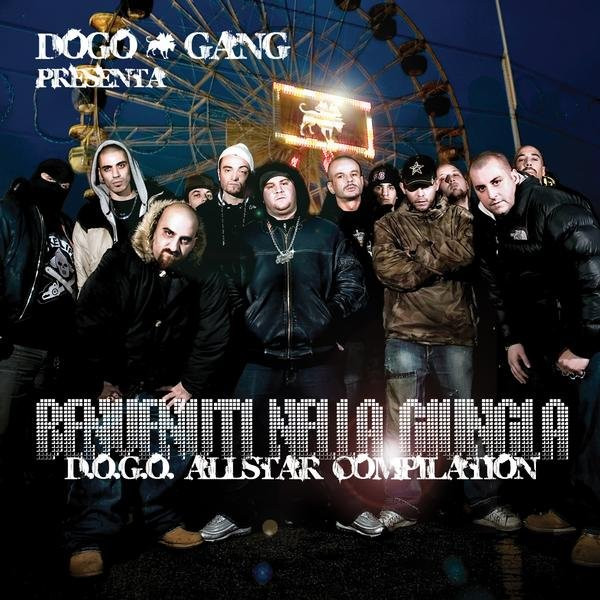 DOGO GANG
PRESENTA
BENVENUTI NELLA GIUNGLA
D.O.G.O. ALLSTAR COMPILATION